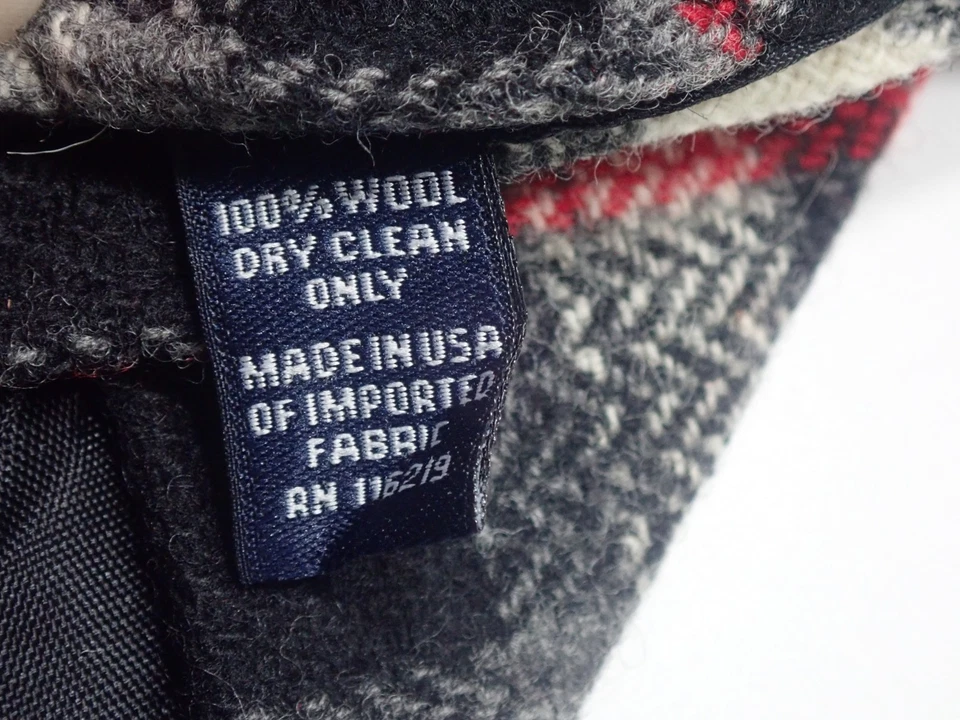 100% WOOL
DRY CLEAN
ONLY
MADE IN USA
OF IMPORTED
FABRIC
RN 116219